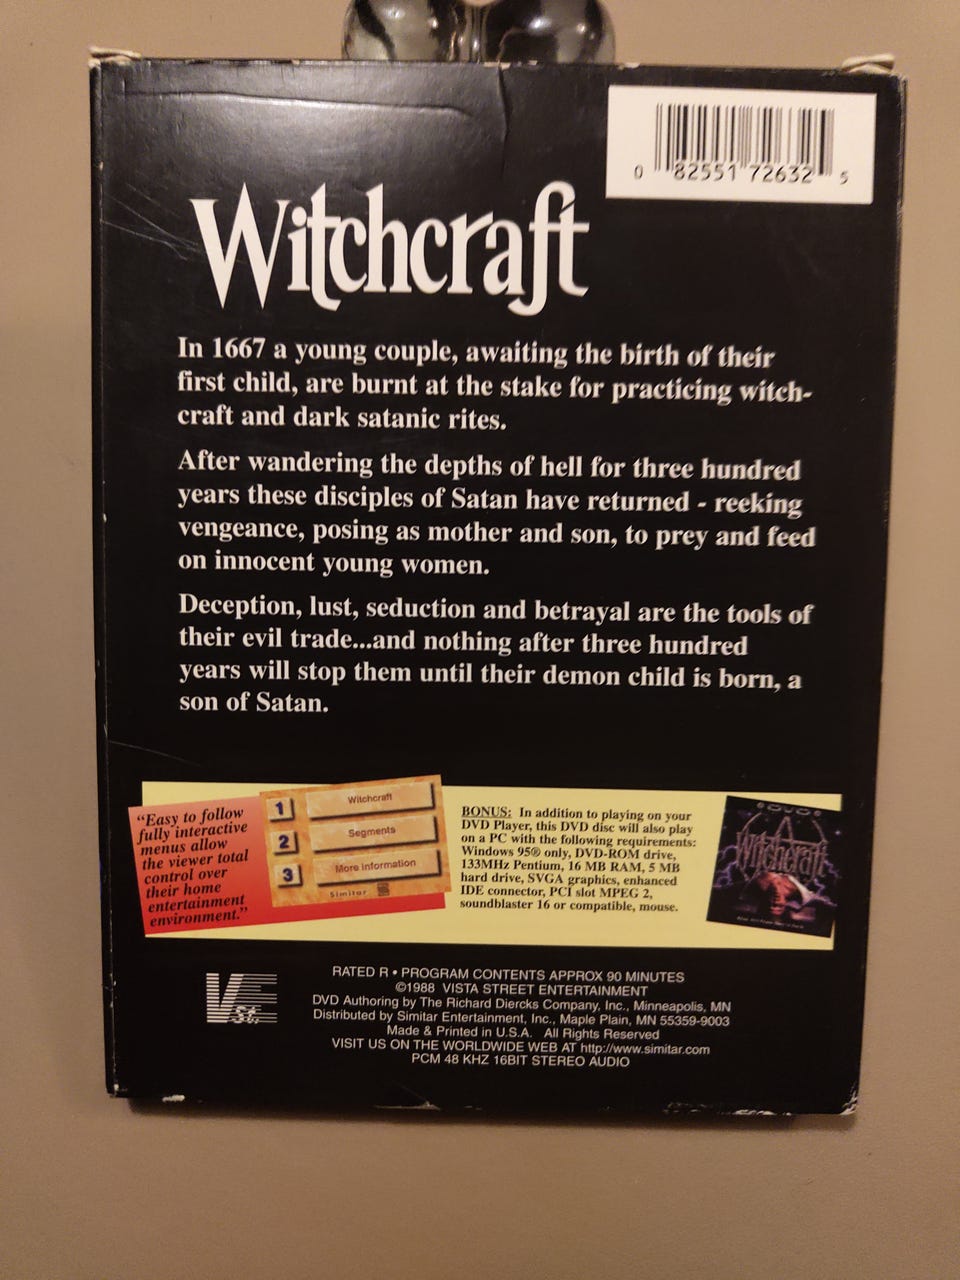 0 82551 72632 5
Witchcraft
In 1667 a young couple, awaiting the birth of their
first child, are burnt at the stake for practicing witch-
craft and dark satanic rites.
After wandering the depths of hell for three hundred
years these disciples of Satan have returned - reeking
vengeance, posing as mother and son, to prey and feed
on innocent young women.
Deception, lust, seduction and betrayal are the tools of
their evil trade...and nothing after three hundred
years will stop them until their demon child is born, a
son of Satan.
"Easy to follow
fully interactive
menus allow
the viewer total
control over
their home
entertainment
environment."
1 Witchcraft
2 Segments
3 More Information
Similar
BONUS: In addition to playing on your
DVD Player, this DVD disc will also play
on a PC with the following requirements:
Windows 95® only, DVD-ROM drive,
133MHz Pentium, 16 MB RAM, 5 MB
hard drive, SVGA graphics, enhanced
IDE connector, PCI slot MPEG 2,
soundblaster 16 or compatible, mouse.
DVD
Witchcraft
VSE St.
RATED R • PROGRAM CONTENTS APPROX 90 MINUTES
©1988 VISTA STREET ENTERTAINMENT
DVD Authoring by The Richard Diercks Company, Inc., Minneapolis, MN
Distributed by Simitar Entertainment, Inc., Maple Plain, MN 55359-9003
Made & Printed in U.S.A. All Rights Reserved
VISIT US ON THE WORLDWIDE WEB AT http://www.simitar.com
PCM 48 KHZ 16BIT STEREO AUDIO